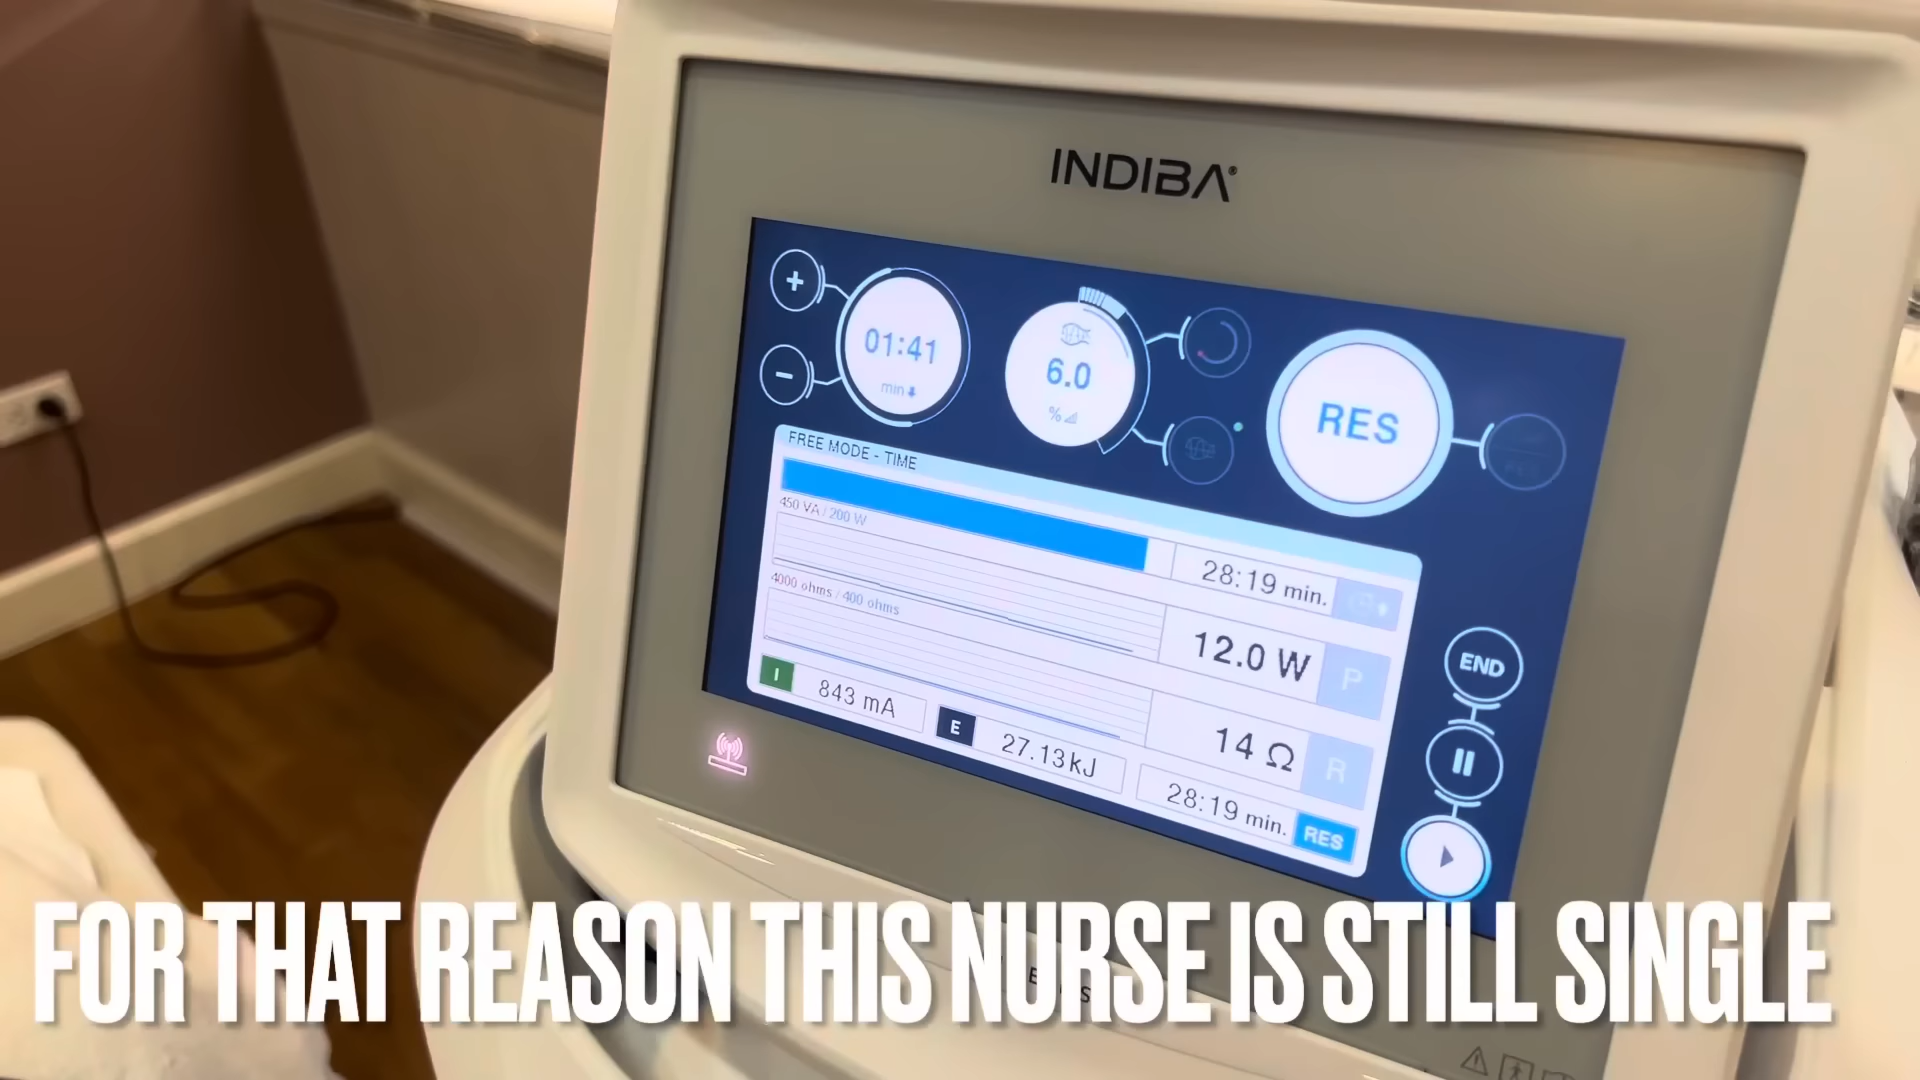 INDIBA®
+
01:41
min
−
6.0
%
RES
FREE MODE - TIME
450 VA / 200 W
28:19 min.
12.0 W
P
4000 ohms / 400 ohms
14 Ω
R
I
843 mA
E
27.13 kJ
28:19 min.
RES
END
FOR THAT REASON THIS NURSE IS STILL SINGLE